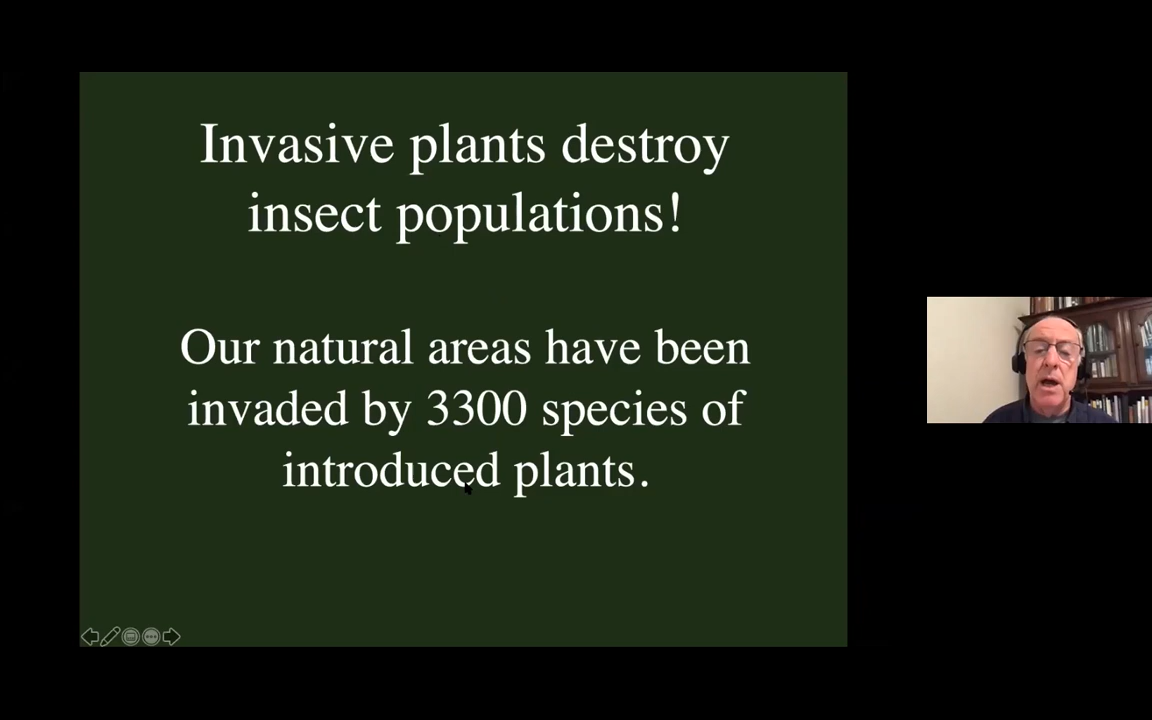 Invasive plants destroy
insect populations!
Our natural areas have been
invaded by 3300 species of
introduced plants.